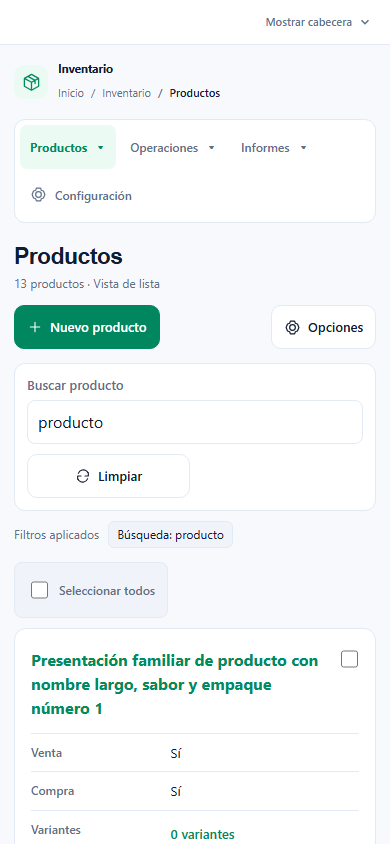 Mostrar cabecera
Inventario
Inicio / Inventario / Productos
Productos Operaciones Informes
Configuración
Productos
13 productos · Vista de lista
+ Nuevo producto Opciones
Buscar producto
producto
Limpiar
Filtros aplicados Búsqueda: producto
Seleccionar todos
Presentación familiar de producto con
nombre largo, sabor y empaque
número 1
Venta Sí
Compra Sí
Variantes 0 variantes